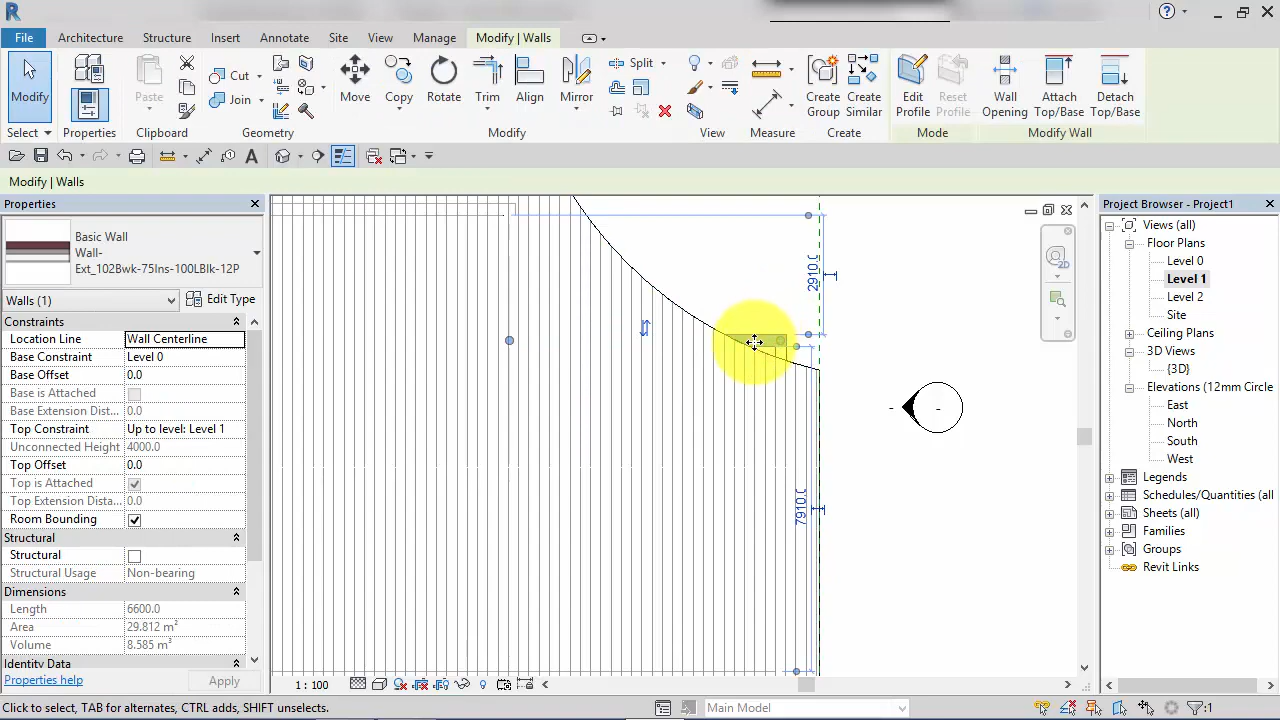 File Architecture Structure Insert Annotate Site View Manage Modify | Walls
Modify Paste Cut Join Move Copy Rotate Trim Align Mirror Split Create Group Create Similar Edit Profile Reset Profile Wall Opening Attach Top/Base Detach Top/Base
Select Properties Clipboard Geometry Modify View Measure Create Mode Modify Wall
Modify | Walls
Properties
Basic Wall
Wall-
Ext_102Bwk-75Ins-100LBlk-12P
Walls (1) Edit Type
Constraints
Location Line Wall Centerline
Base Constraint Level 0
Base Offset 0.0
Base is Attached
Base Extension Dist... 0.0
Top Constraint Up to level: Level 1
Unconnected Height 4000.0
Top Offset 0.0
Top is Attached
Top Extension Dista... 0.0
Room Bounding
Structural
Structural
Structural Usage Non-bearing
Dimensions
Length 6600.0
Area 29.812 m²
Volume 8.585 m³
Identity Data
Properties help Apply
2910.0
7910.0
2D
Project Browser - Project1
Views (all)
Floor Plans
Level 0
Level 1
Level 2
Site
Ceiling Plans
3D Views
{3D}
Elevations (12mm Circle
East
North
South
West
Legends
Schedules/Quantities (all)
Sheets (all)
Families
Groups
Revit Links
1 : 100
Click to select, TAB for alternates, CTRL adds, SHIFT unselects. Main Model :1